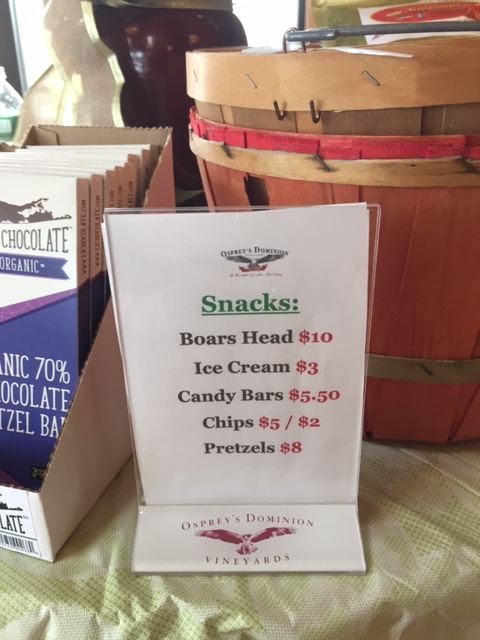 OSPREY'S DOMINION
Snacks:
Boars Head $10
Ice Cream $3
Candy Bars $5.50
Chips $5 / $2
Pretzels $8
OSPREY'S DOMINION
VINEYARDS
CHOCOLATE
ORGANIC
ANIC 70%
OCOLATE
TZEL BA
LATE